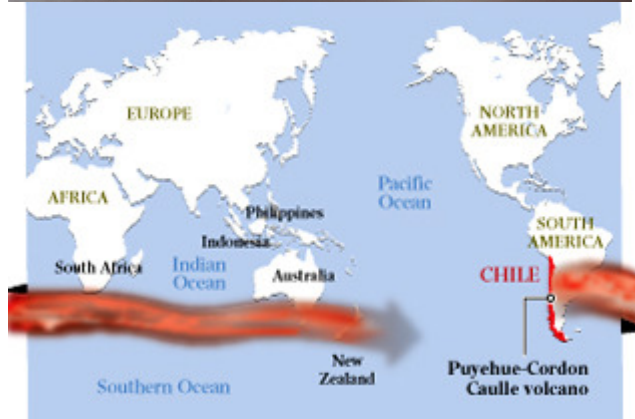 EUROPE
NORTH
AMERICA
AFRICA
Pacific
Ocean
Philippines
SOUTH
AMERICA
Indonesia
South Africa
Indian
Ocean
Australia
CHILE
New
Zealand
Puyehue-Cordon
Caulle volcano
Southern Ocean